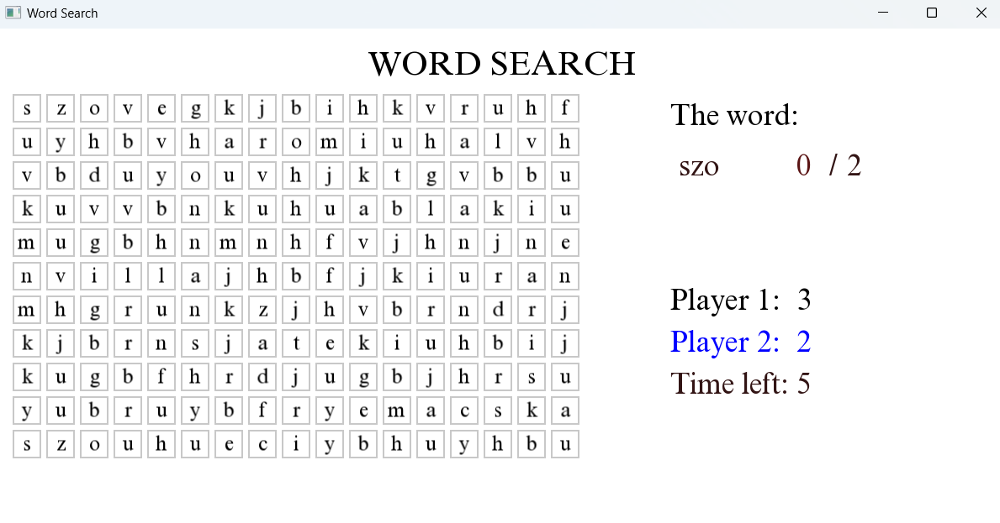 Word Search
WORD SEARCH
s z o v e g k j b i h k v r u h f
u y h b v h a r o m i u h a l v h
v b d u y o u v h j k t g v b b u
k u v v b n k u h u a b l a k i u
m u g b h n m n h f v j h n j n e
n v i l l a j h b f j k i u r a n
m h g r u n k z j h v b r n d r j
k j b r n s j a t e k i u h b i j
k u g b f h r d j u g b j h r s u
y u b r u y b f r y e m a c s k a
s z o u h u e c i y b h u y h b u
The word:
szo 0 / 2
Player 1: 3
Player 2: 2
Time left: 5